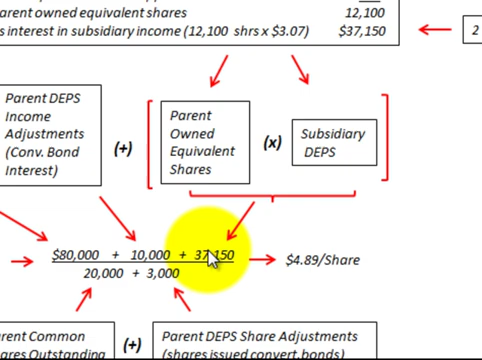 arent owned equivalent shares 12,100
s interest in subsidiary income (12,100 shrs x $3.07) $37,150
2
Parent DEPS
Income
Adjustments
(Conv. Bond
Interest)
(+)
Parent
Owned
Equivalent
Shares
(x)
Subsidiary
DEPS
$80,000 + 10,000 + 37,150
20,000 + 3,000
$4.89/Share
rent Common
ares Outstanding
(+)
Parent DEPS Share Adjustments
(shares issued convert.bonds)